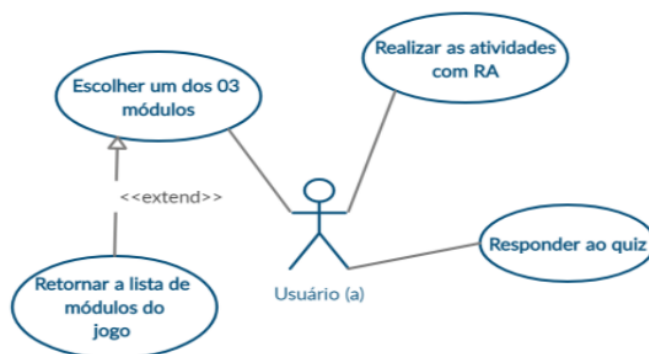 Realizar as atividades
com RA
Escolher um dos 03
módulos
<<extend>>
Responder ao quiz
Retornar a lista de
módulos do
jogo
Usuário (a)